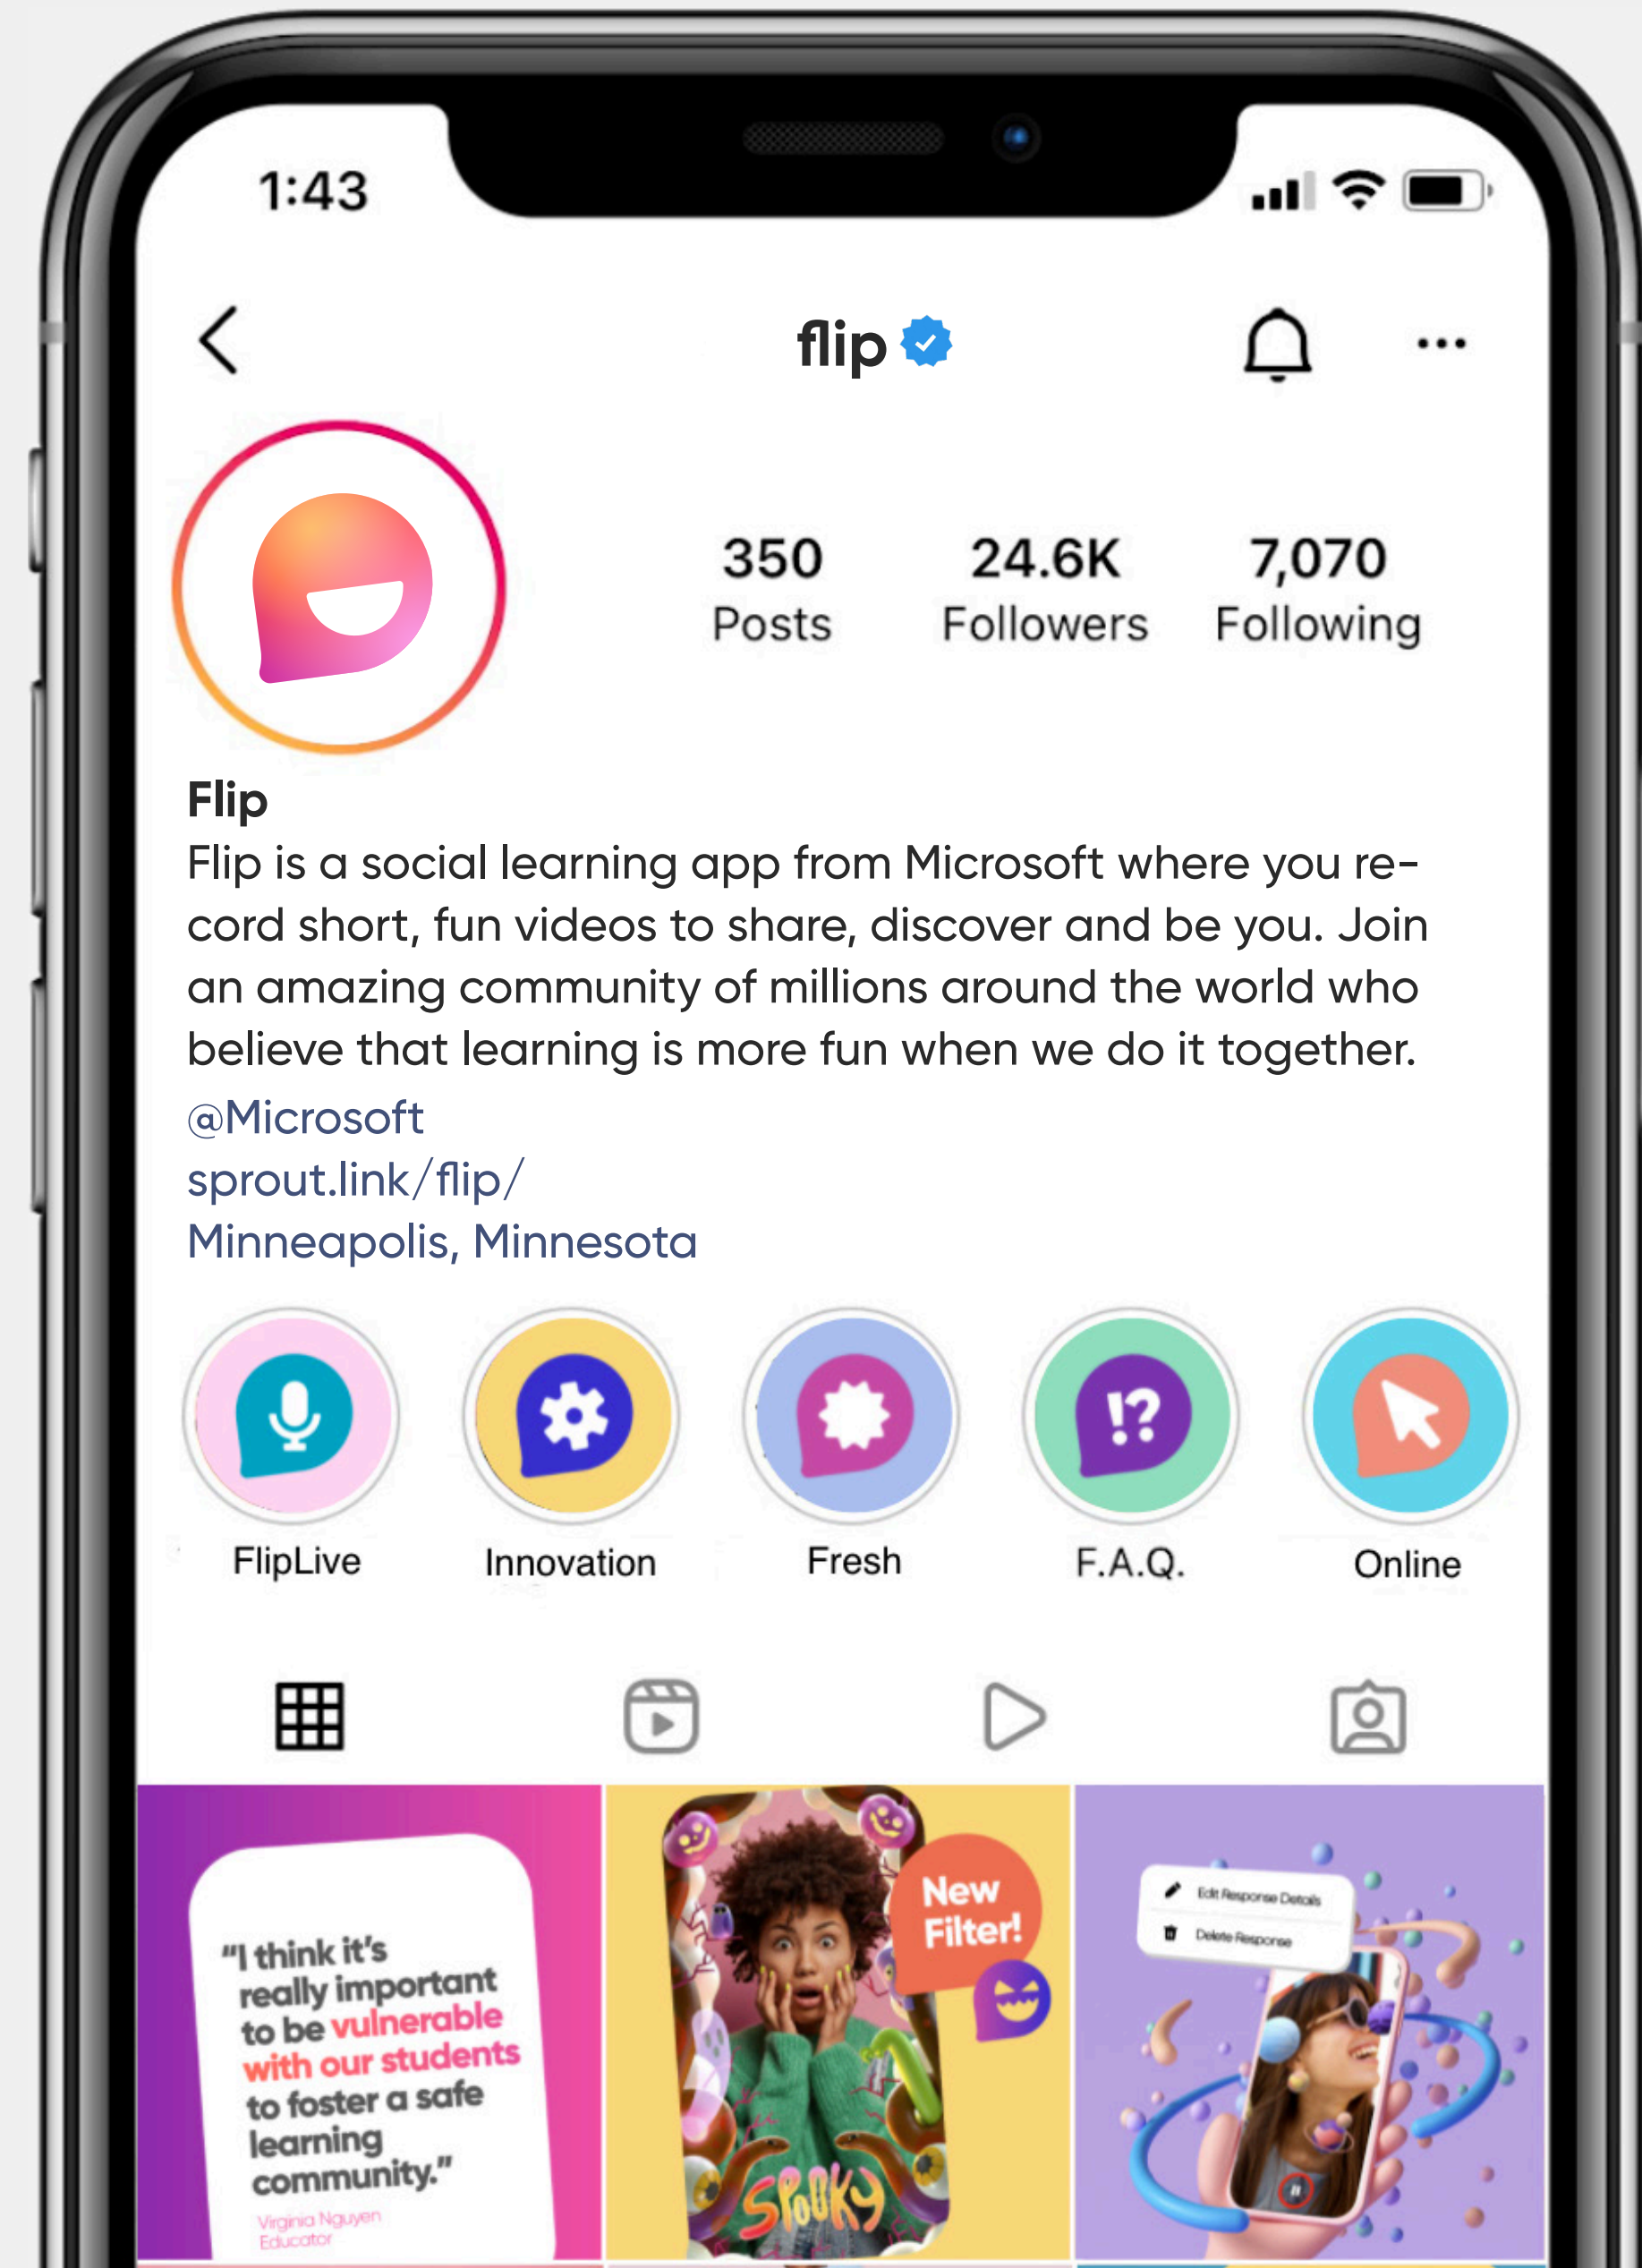 1:43
flip
350 24.6K 7,070
Posts Followers Following
Flip
Flip is a social learning app from Microsoft where you re-
cord short, fun videos to share, discover and be you. Join
an amazing community of millions around the world who
believe that learning is more fun when we do it together.
@Microsoft
sprout.link/flip/
Minneapolis, Minnesota
!?
FlipLive Innovation Fresh F.A.Q. Online
“I think it’s
really important
to be vulnerable
with our students
to foster a safe
learning
community.”
Virginia Nguyen
Educator
New
Filter!
SPOOKY
Edit Response Details
Delete Response